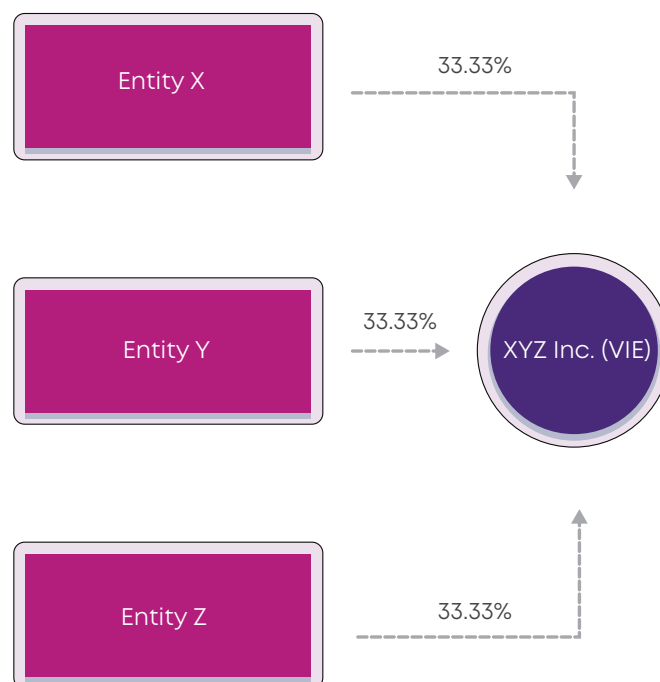 Entity X
33.33%
Entity Y
33.33%
XYZ Inc. (VIE)
Entity Z
33.33%